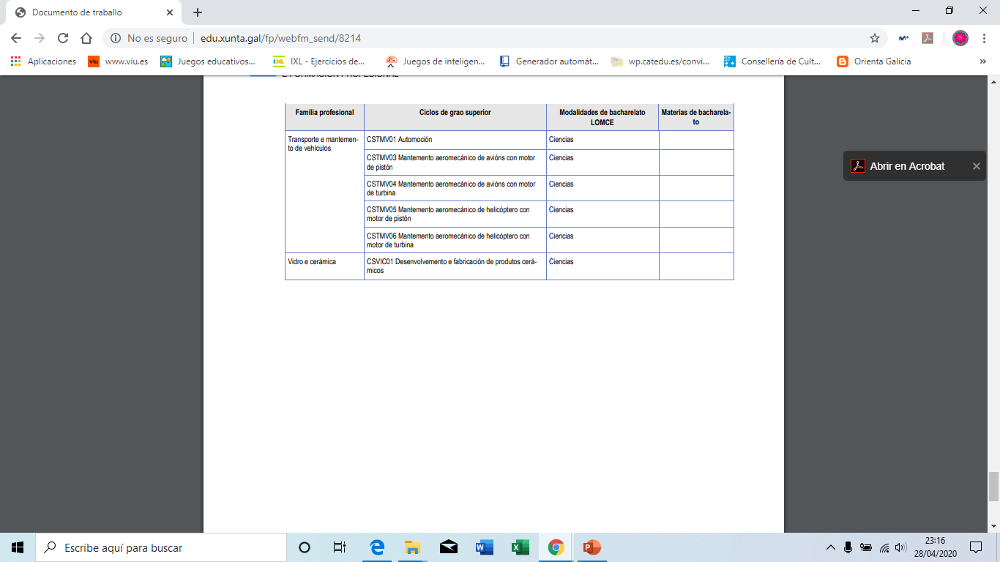 Documento de traballo
No es seguro | edu.xunta.gal/fp/webfm_send/8214
Aplicaciones
viu www.viu.es
Juegos educativos...
IXL IXL - Ejercicios de...
Juegos de inteligen...
Generador automát...
wp.catedu.es/convi...
Consellería de Cult...
Orienta Galicia
»
E FORMACIÓN PROFESIONAL
Familia profesional
Ciclos de grao superior
Modalidades de bacharelato
LOMCE
Materias de bacharela-
to
Transporte e mantemen-
to de vehículos
CSTMV01 Automoción
Ciencias
CSTMV03 Mantemento aeromecánico de avións con motor
de pistón
Ciencias
CSTMV04 Mantemento aeromecánico de avións con motor
de turbina
Ciencias
CSTMV05 Mantemento aeromecánico de helicóptero con
motor de pistón
Ciencias
CSTMV06 Mantemento aeromecánico de helicóptero con
motor de turbina
Ciencias
Vidro e cerámica
CSVIC01 Desenvolvemento e fabricación de produtos cerá-
micos
Ciencias
Abrir en Acrobat
Escribe aquí para buscar
23:16
28/04/2020